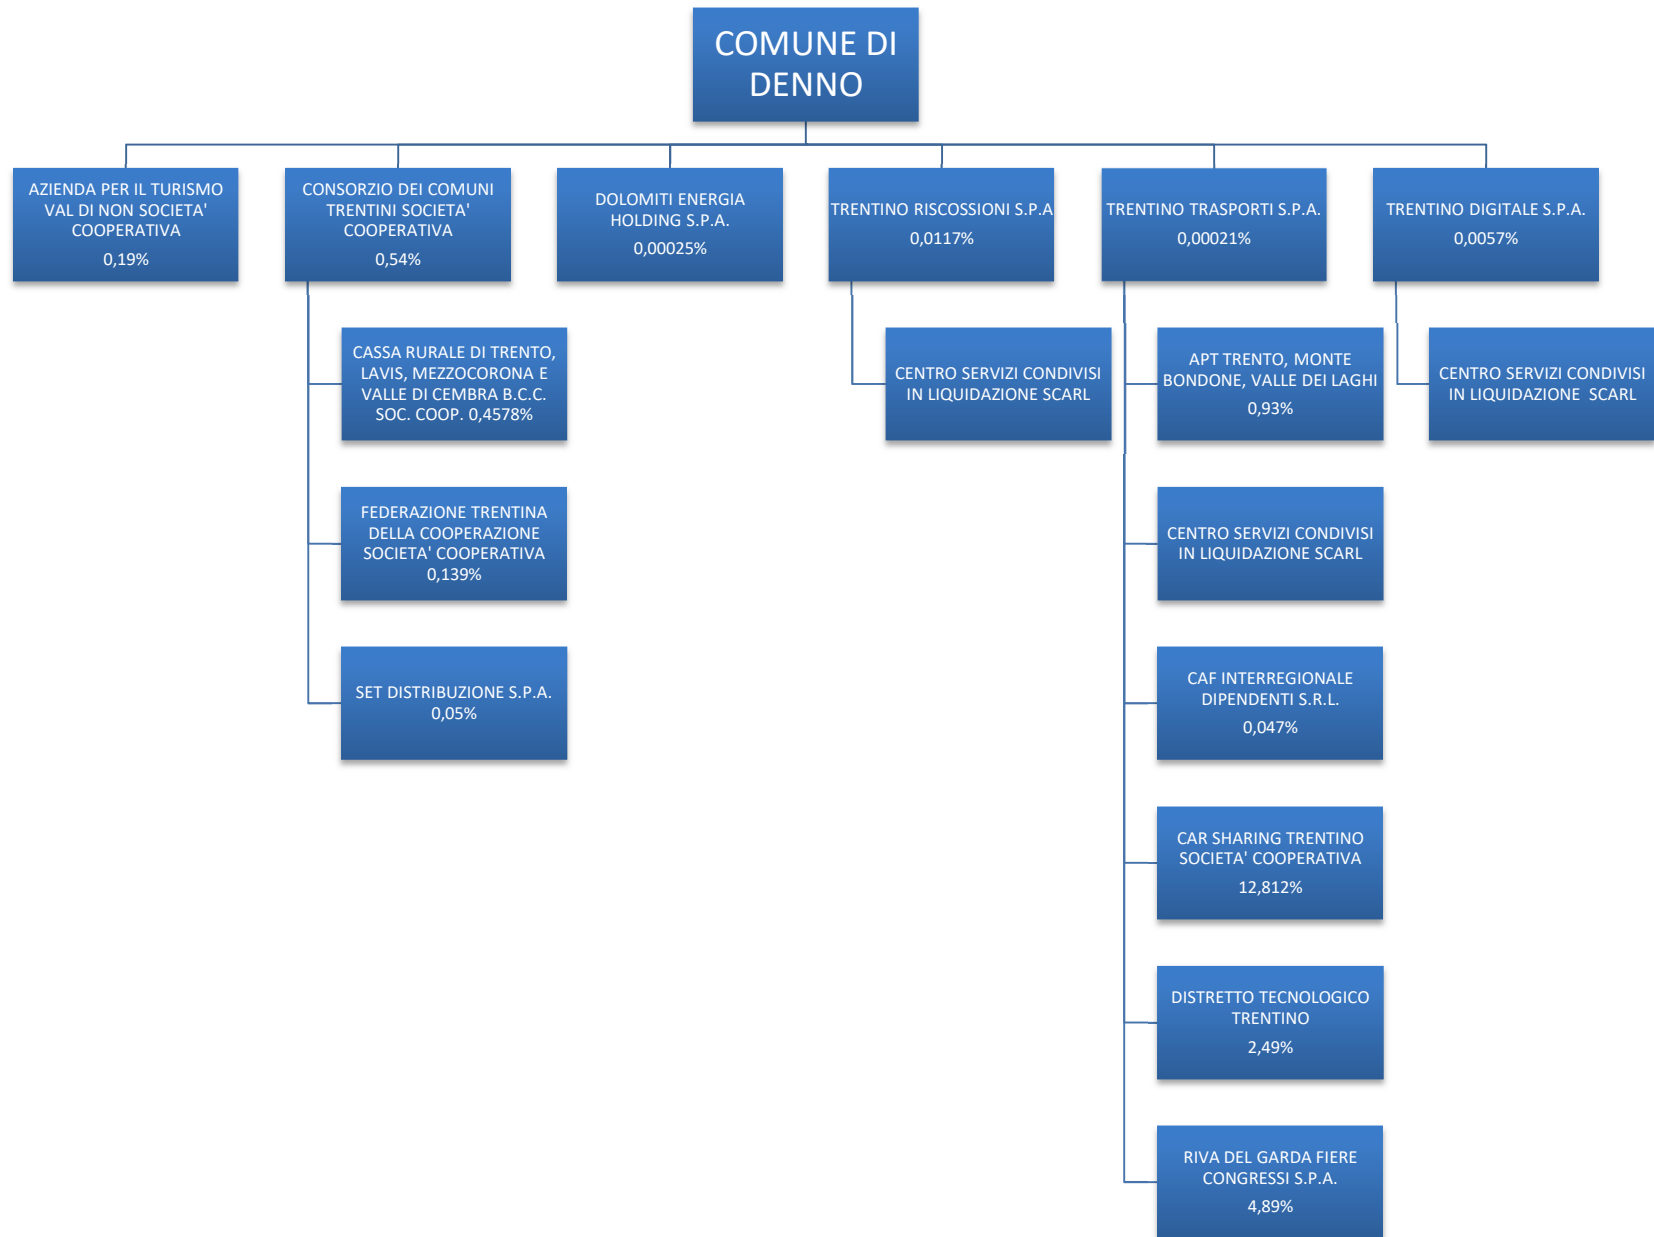 COMUNE DI
DENNO
AZIENDA PER IL TURISMO
VAL DI NON SOCIETA'
COOPERATIVA
0,19%
CONSORZIO DEI COMUNI
TRENTINI SOCIETA'
COOPERATIVA
0,54%
DOLOMITI ENERGIA
HOLDING S.P.A.
0,00025%
TRENTINO RISCOSSIONI S.P.A
0,0117%
TRENTINO TRASPORTI S.P.A.
0,00021%
TRENTINO DIGITALE S.P.A.
0,0057%
CASSA RURALE DI TRENTO,
LAVIS, MEZZOCORONA E
VALLE DI CEMBRA B.C.C.
SOC. COOP. 0,4578%
FEDERAZIONE TRENTINA
DELLA COOPERAZIONE
SOCIETA' COOPERATIVA
0,139%
SET DISTRIBUZIONE S.P.A.
0,05%
CENTRO SERVIZI CONDIVISI
IN LIQUIDAZIONE SCARL
APT TRENTO, MONTE
BONDONE, VALLE DEI LAGHI
0,93%
CENTRO SERVIZI CONDIVISI
IN LIQUIDAZIONE SCARL
CAF INTERREGIONALE
DIPENDENTI S.R.L.
0,047%
CAR SHARING TRENTINO
SOCIETA' COOPERATIVA
12,812%
DISTRETTO TECNOLOGICO
TRENTINO
2,49%
RIVA DEL GARDA FIERE
CONGRESSI S.P.A.
4,89%
CENTRO SERVIZI CONDIVISI
IN LIQUIDAZIONE SCARL